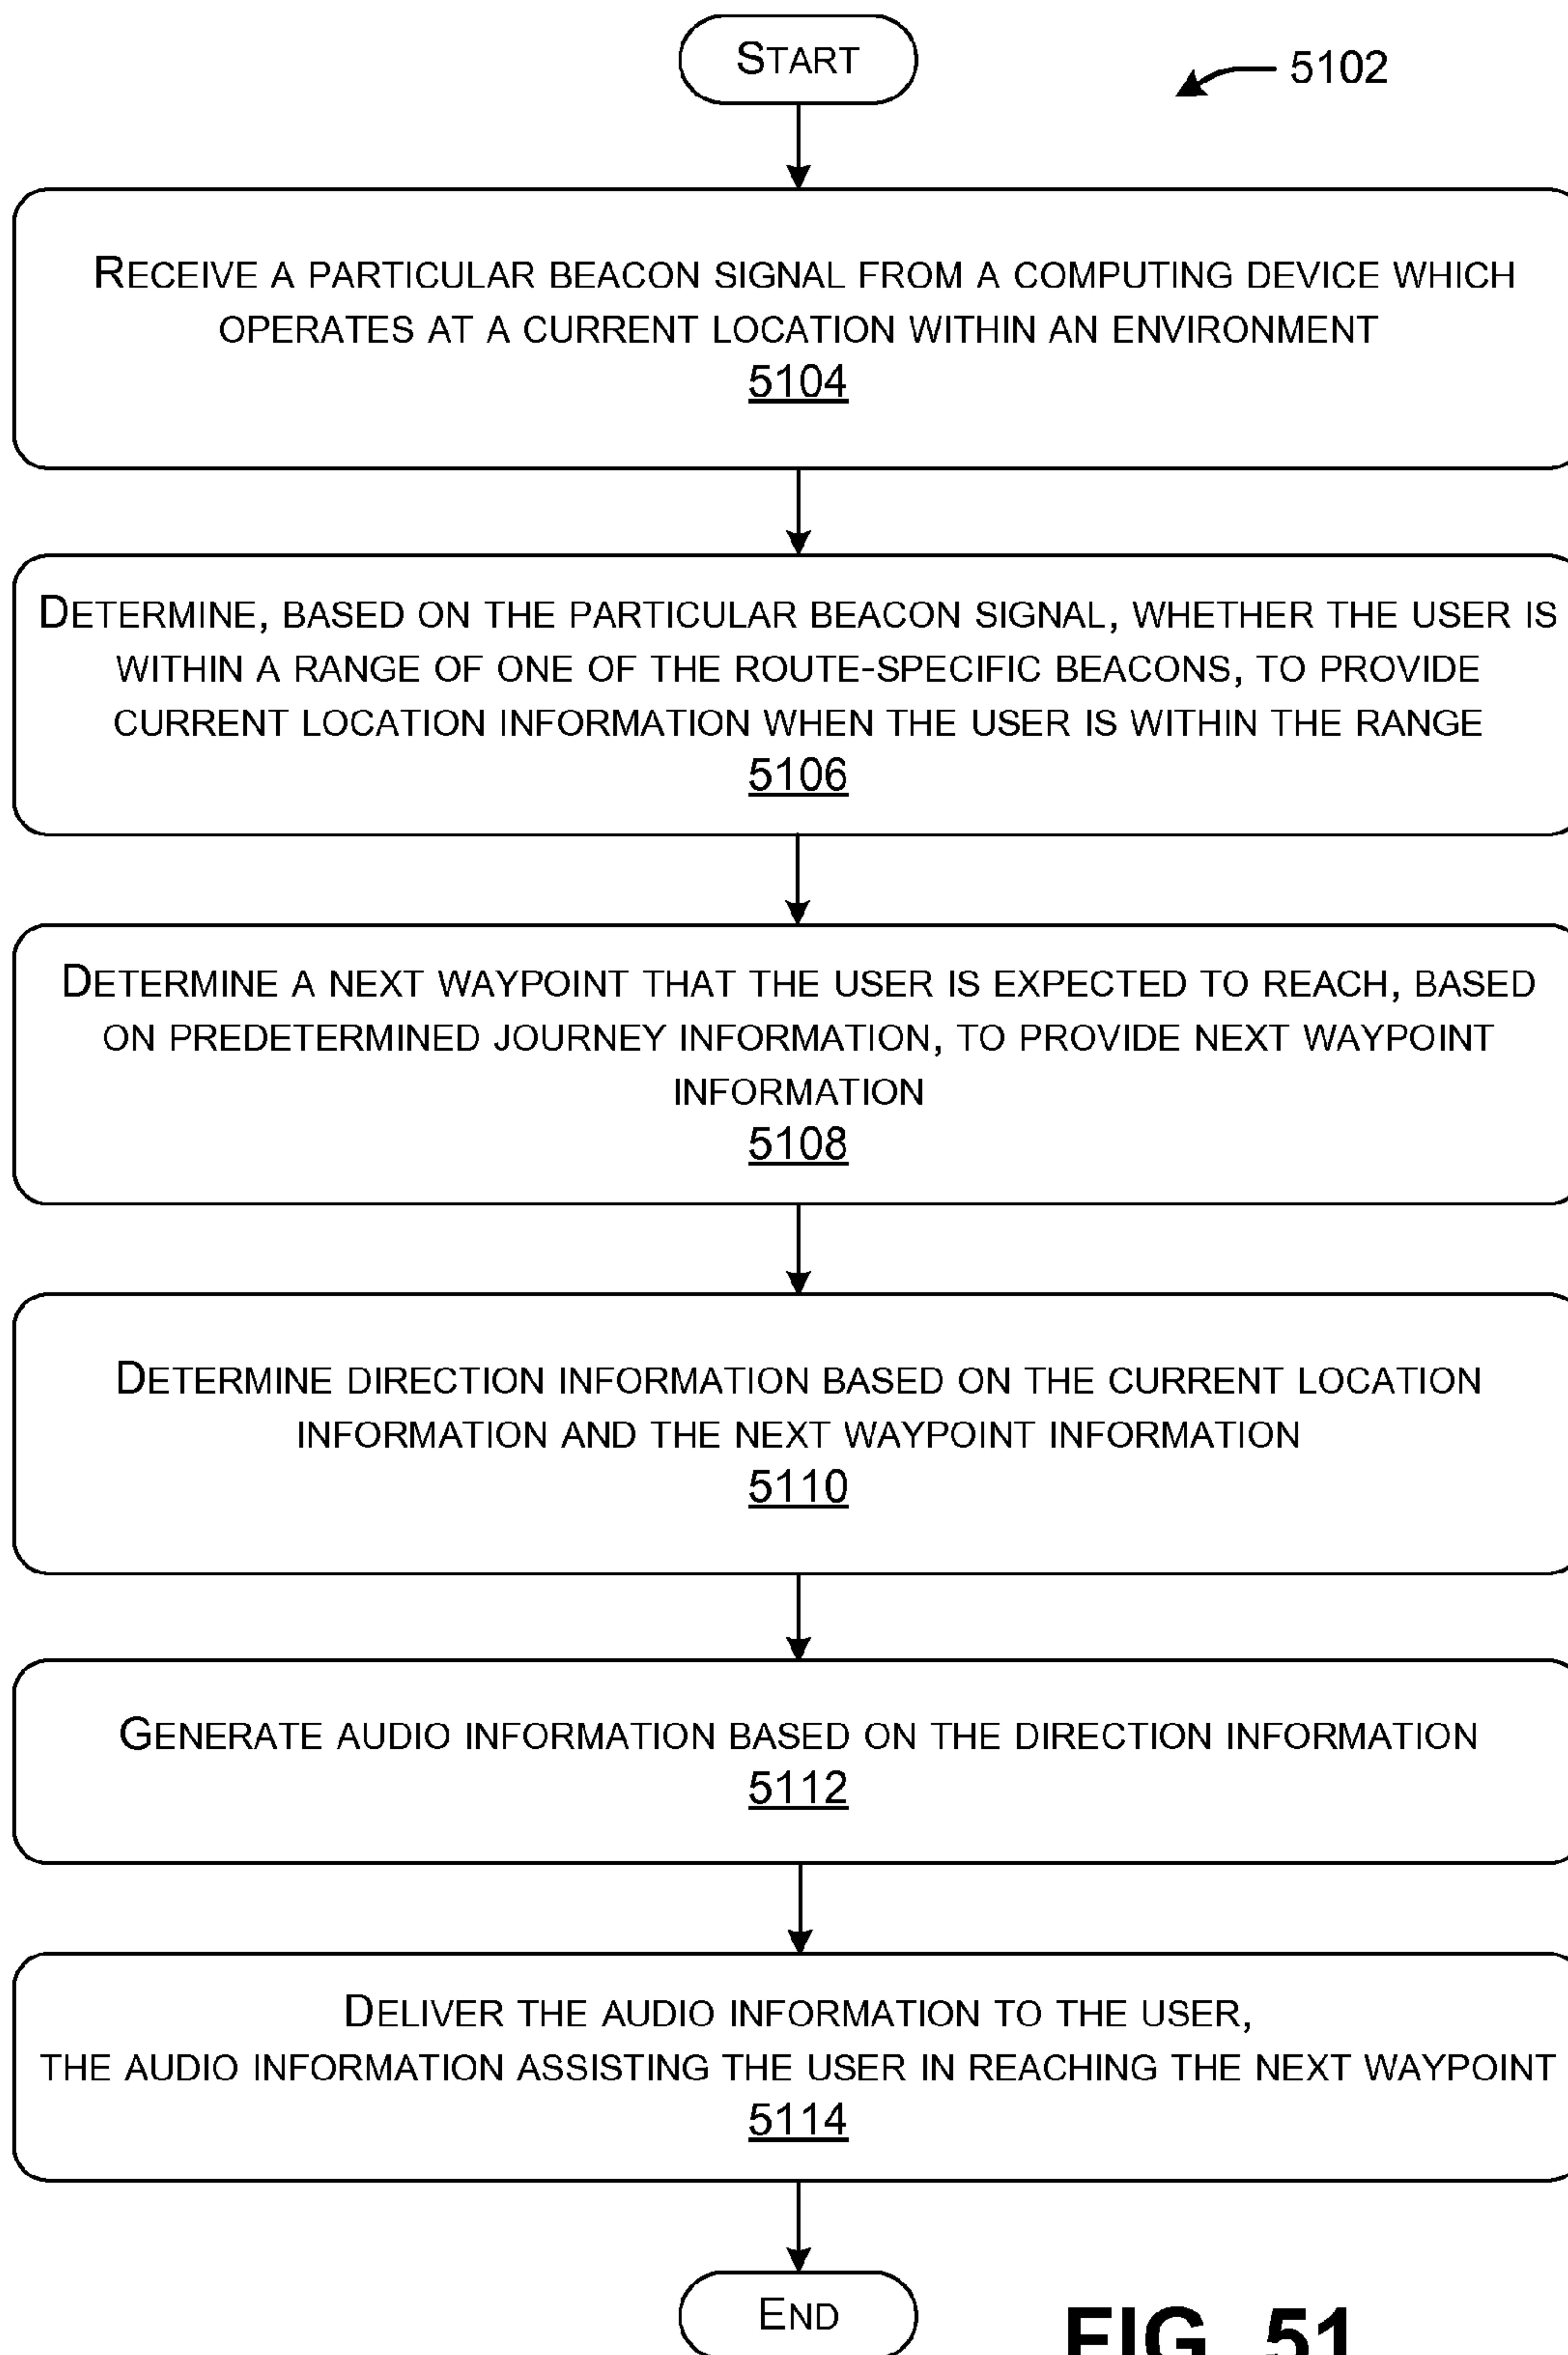 START
5102
RECEIVE A PARTICULAR BEACON SIGNAL FROM A COMPUTING DEVICE WHICH
OPERATES AT A CURRENT LOCATION WITHIN AN ENVIRONMENT
5104
DETERMINE, BASED ON THE PARTICULAR BEACON SIGNAL, WHETHER THE USER IS
WITHIN A RANGE OF ONE OF THE ROUTE-SPECIFIC BEACONS, TO PROVIDE
CURRENT LOCATION INFORMATION WHEN THE USER IS WITHIN THE RANGE
5106
DETERMINE A NEXT WAYPOINT THAT THE USER IS EXPECTED TO REACH, BASED
ON PREDETERMINED JOURNEY INFORMATION, TO PROVIDE NEXT WAYPOINT
INFORMATION
5108
DETERMINE DIRECTION INFORMATION BASED ON THE CURRENT LOCATION
INFORMATION AND THE NEXT WAYPOINT INFORMATION
5110
GENERATE AUDIO INFORMATION BASED ON THE DIRECTION INFORMATION
5112
DELIVER THE AUDIO INFORMATION TO THE USER,
THE AUDIO INFORMATION ASSISTING THE USER IN REACHING THE NEXT WAYPOINT
5114
END
FIG. 51